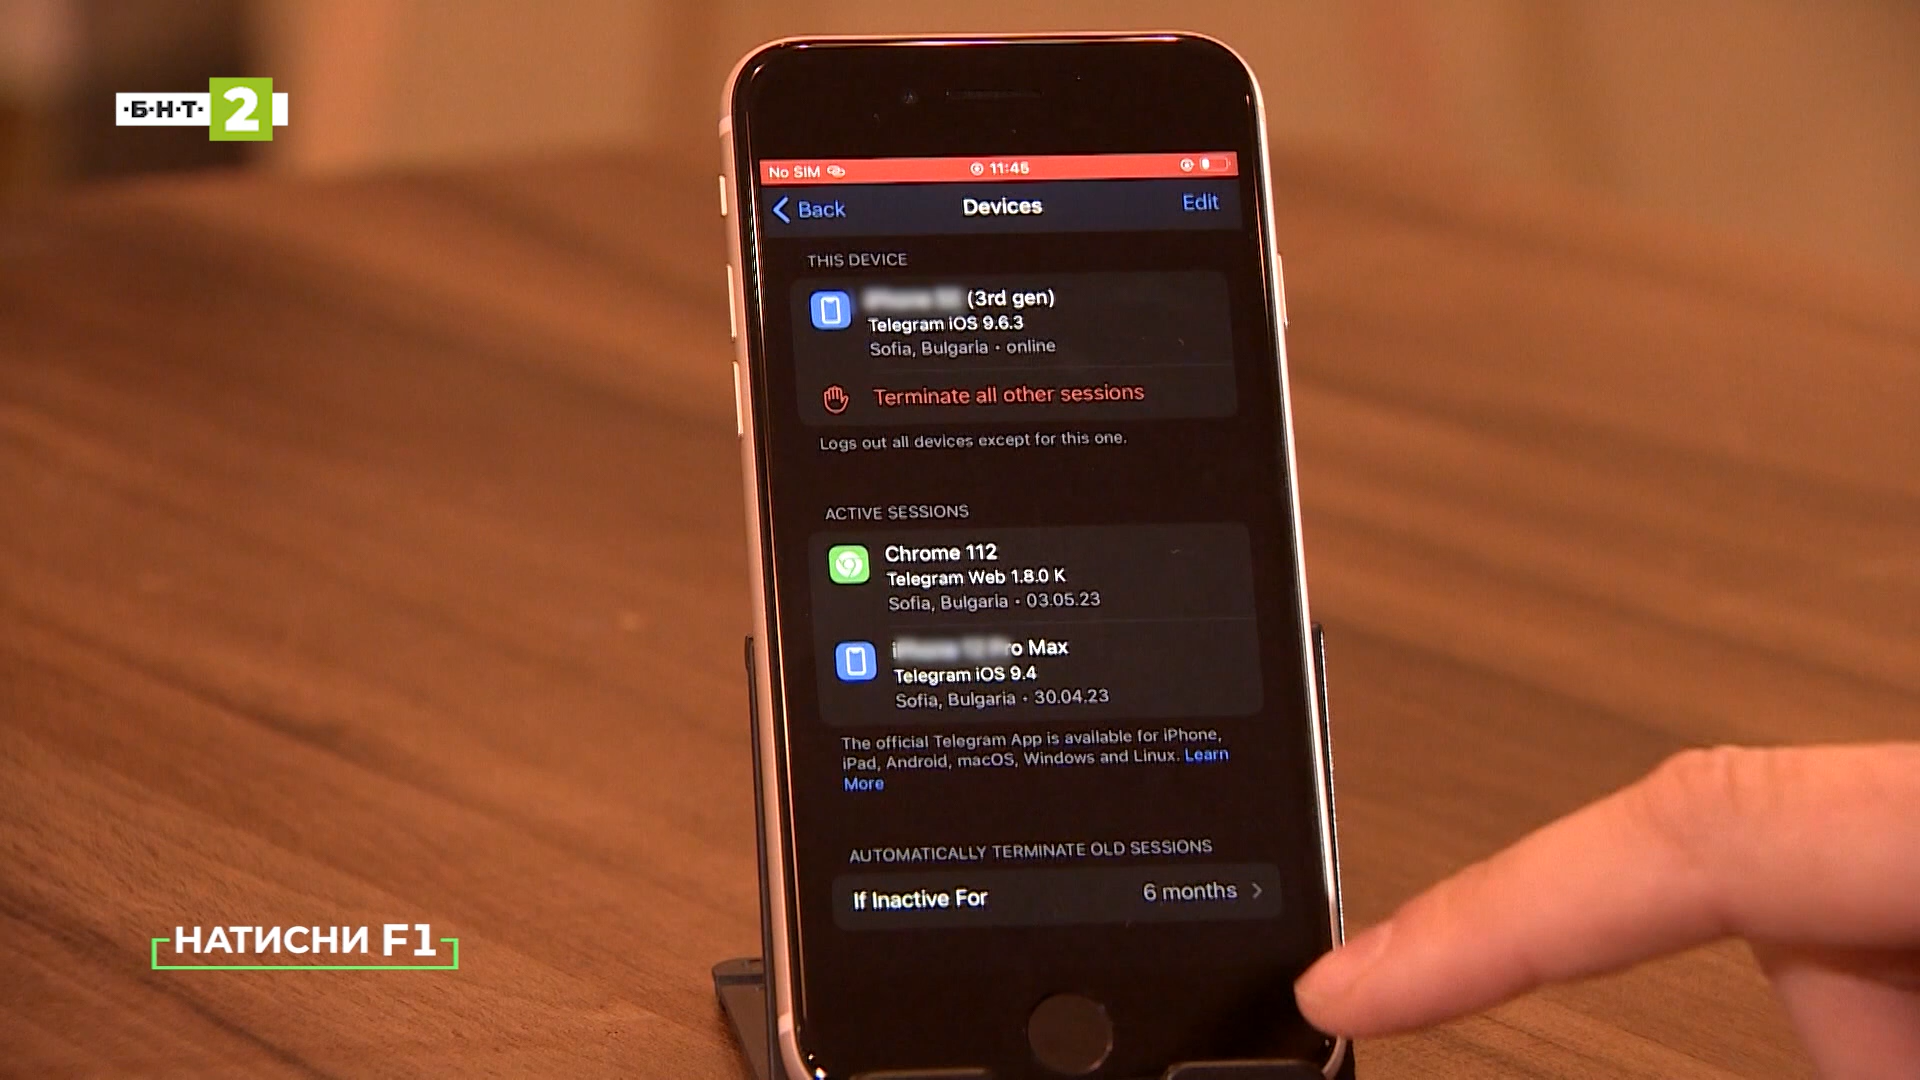 ·Б·Н·Т· 2
No SIM 11:45
Back Devices Edit
THIS DEVICE
(3rd gen)
Telegram iOS 9.6.3
Sofia, Bulgaria • online
Terminate all other sessions
Logs out all devices except for this one.
ACTIVE SESSIONS
Chrome 112
Telegram Web 1.8.0 K
Sofia, Bulgaria • 03.05.23
Pro Max
Telegram iOS 9.4
Sofia, Bulgaria • 30.04.23
The official Telegram App is available for iPhone,
iPad, Android, macOS, Windows and Linux. Learn
More
AUTOMATICALLY TERMINATE OLD SESSIONS
If Inactive For 6 months
НАТИСНИ F1